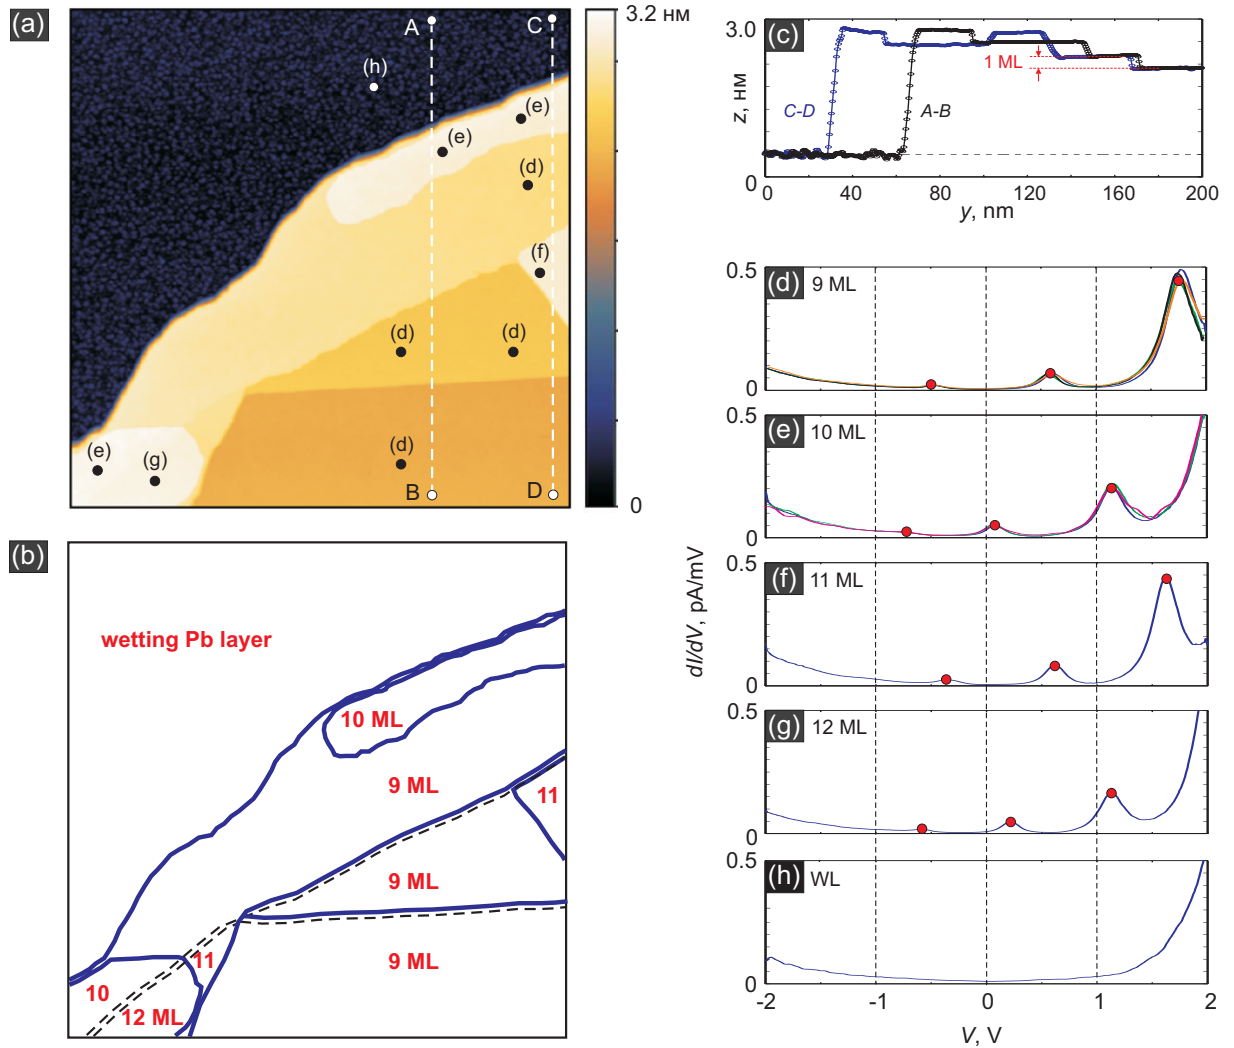 (a)
A
C
(h)
(e)
(e)
(d)
(f)
(d)
(d)
(e)
(g)
(d)
B
D
3.2 нм
0
(b)
wetting Pb layer
10 ML
9 ML
11
9 ML
11
9 ML
10
12 ML
(c)
3.0
z, нм
0
1 ML
C-D
A-B
0 40 80 120 160 200
y, nm
(d) 9 ML
0.5
0
(e) 10 ML
0.5
0
(f) 11 ML
0.5
0
dI/dV, pA/mV
(g) 12 ML
0.5
0
(h) WL
0.5
0
-2 -1 0 1 2
V, V